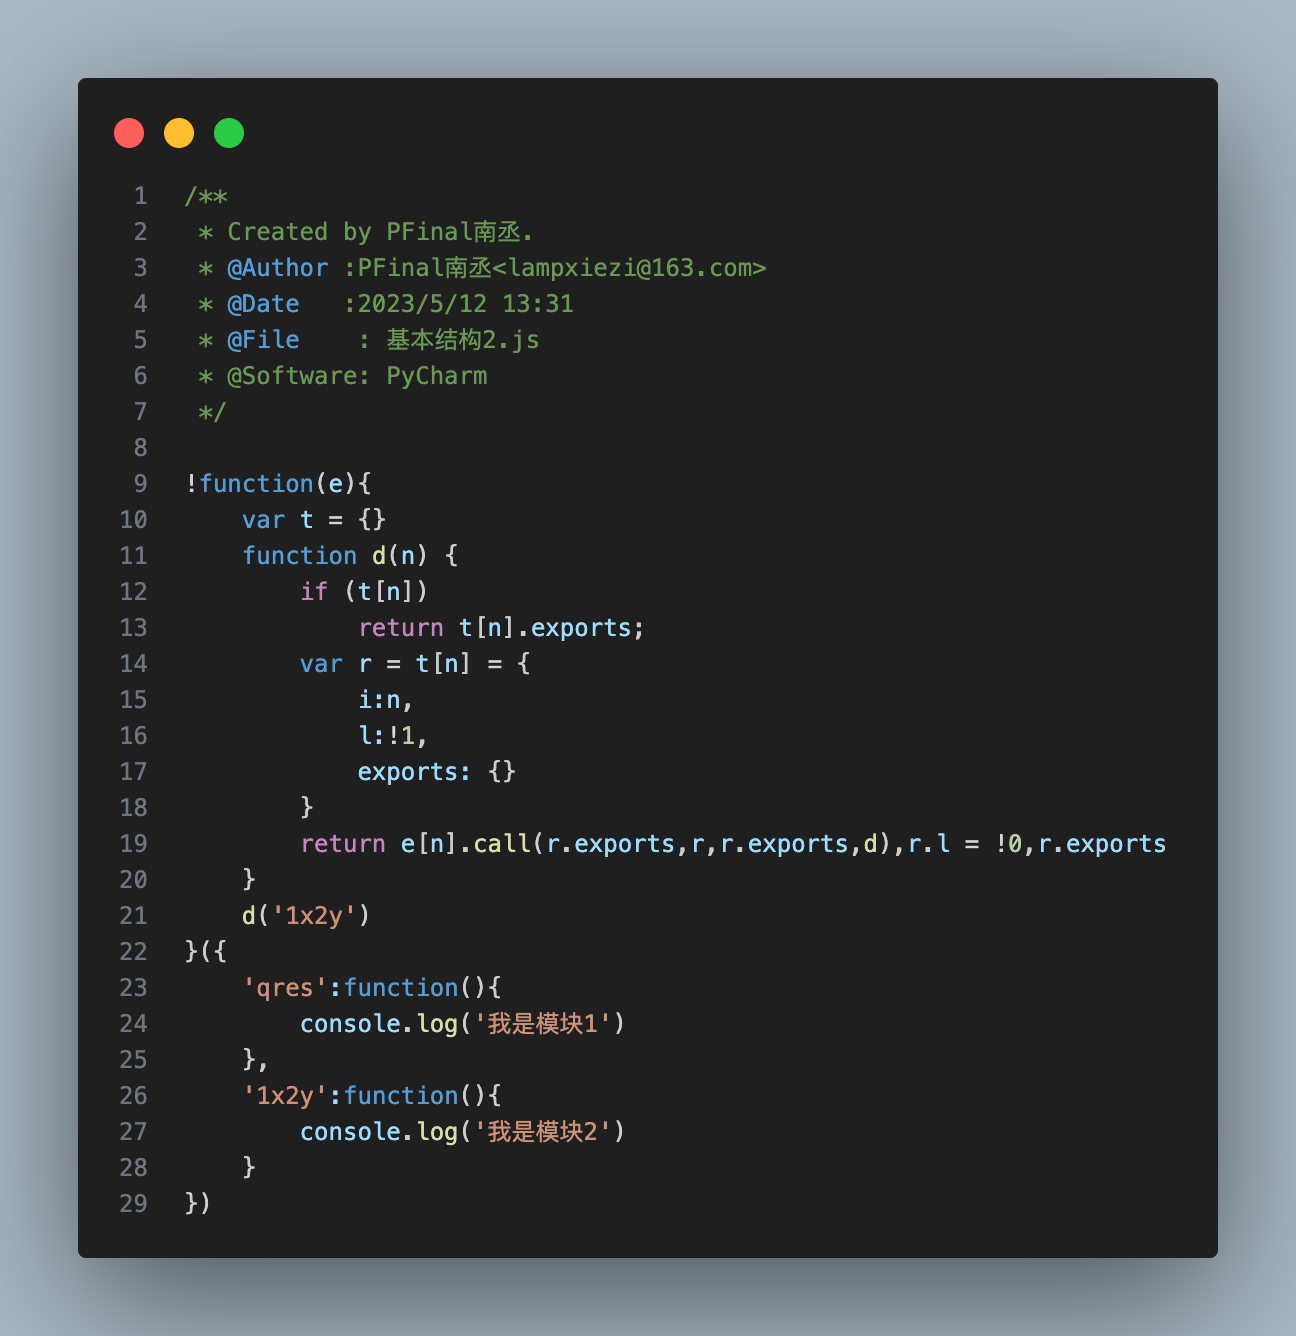 1 /**
2  * Created by PFinal南丞.
3  * @Author :PFinal南丞<lampxiezi@163.com>
4  * @Date   :2023/5/12 13:31
5  * @File    : 基本结构2.js
6  * @Software: PyCharm
7  */
8
9 !function(e){
10     var t = {}
11     function d(n) {
12         if (t[n])
13             return t[n].exports;
14         var r = t[n] = {
15             i:n,
16             l:!1,
17             exports: {}
18         }
19         return e[n].call(r.exports,r,r.exports,d),r.l = !0,r.exports
20     }
21     d('1x2y')
22 }({
23     'qres':function(){
24         console.log('我是模块1')
25     },
26     '1x2y':function(){
27         console.log('我是模块2')
28     }
29 })